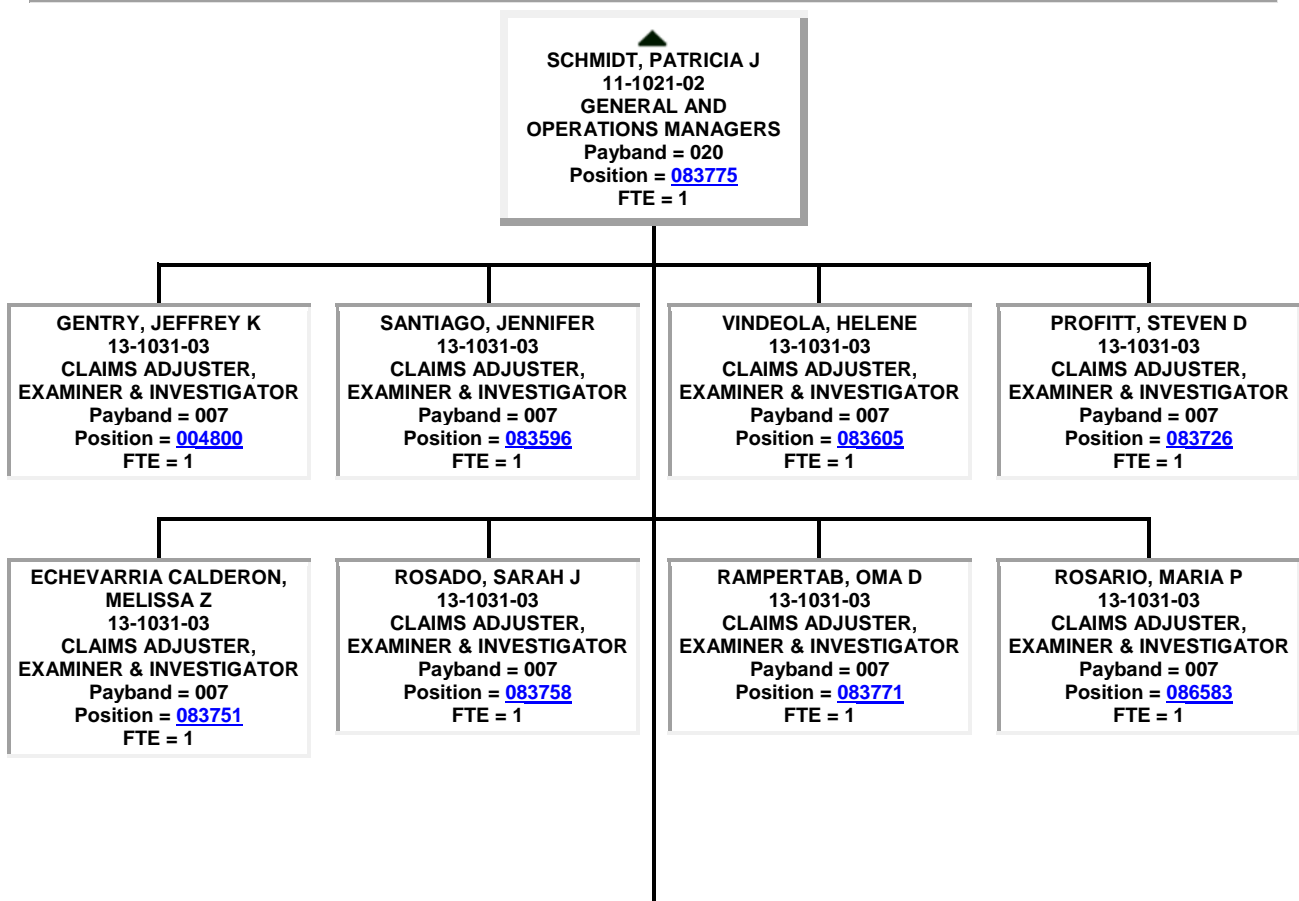 SCHMIDT, PATRICIA J
11-1021-02
GENERAL AND
OPERATIONS MANAGERS
Payband = 020
Position = 083775
FTE = 1
GENTRY, JEFFREY K
13-1031-03
CLAIMS ADJUSTER,
EXAMINER & INVESTIGATOR
Payband = 007
Position = 004800
FTE = 1
SANTIAGO, JENNIFER
13-1031-03
CLAIMS ADJUSTER,
EXAMINER & INVESTIGATOR
Payband = 007
Position = 083596
FTE = 1
VINDEOLA, HELENE
13-1031-03
CLAIMS ADJUSTER,
EXAMINER & INVESTIGATOR
Payband = 007
Position = 083605
FTE = 1
PROFITT, STEVEN D
13-1031-03
CLAIMS ADJUSTER,
EXAMINER & INVESTIGATOR
Payband = 007
Position = 083726
FTE = 1
ECHEVARRIA CALDERON,
MELISSA Z
13-1031-03
CLAIMS ADJUSTER,
EXAMINER & INVESTIGATOR
Payband = 007
Position = 083751
FTE = 1
ROSADO, SARAH J
13-1031-03
CLAIMS ADJUSTER,
EXAMINER & INVESTIGATOR
Payband = 007
Position = 083758
FTE = 1
RAMPERTAB, OMA D
13-1031-03
CLAIMS ADJUSTER,
EXAMINER & INVESTIGATOR
Payband = 007
Position = 083771
FTE = 1
ROSARIO, MARIA P
13-1031-03
CLAIMS ADJUSTER,
EXAMINER & INVESTIGATOR
Payband = 007
Position = 086583
FTE = 1